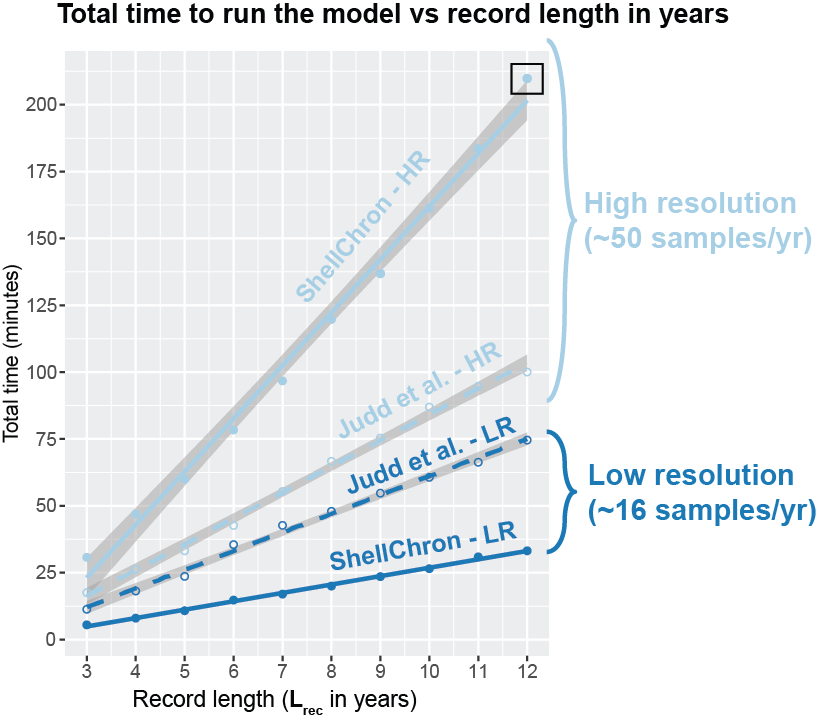 Total time to run the model vs record length in years
Total time (minutes)
200
175
150
125
100
75
50
25
0
3 4 5 6 7 8 9 10 11 12
Record length (Lrec in years)
ShellChron - HR
Judd et al. - HR
Judd et al. - LR
ShellChron - LR
High resolution
(~50 samples/yr)
Low resolution
(~16 samples/yr)